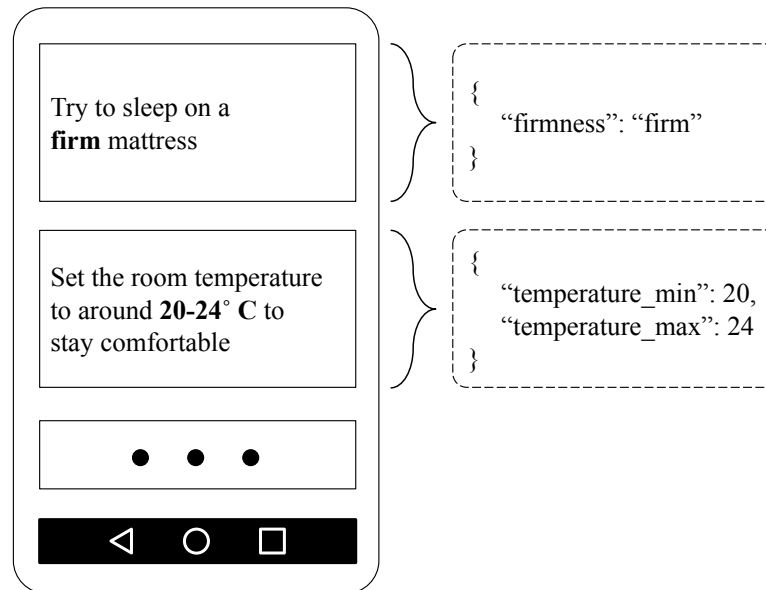 Try to sleep on a
firm mattress
{
“firmness”: “firm”
}
Set the room temperature
to around 20-24˚ C to
stay comfortable
{
“temperature_min”: 20,
“temperature_max”: 24
}